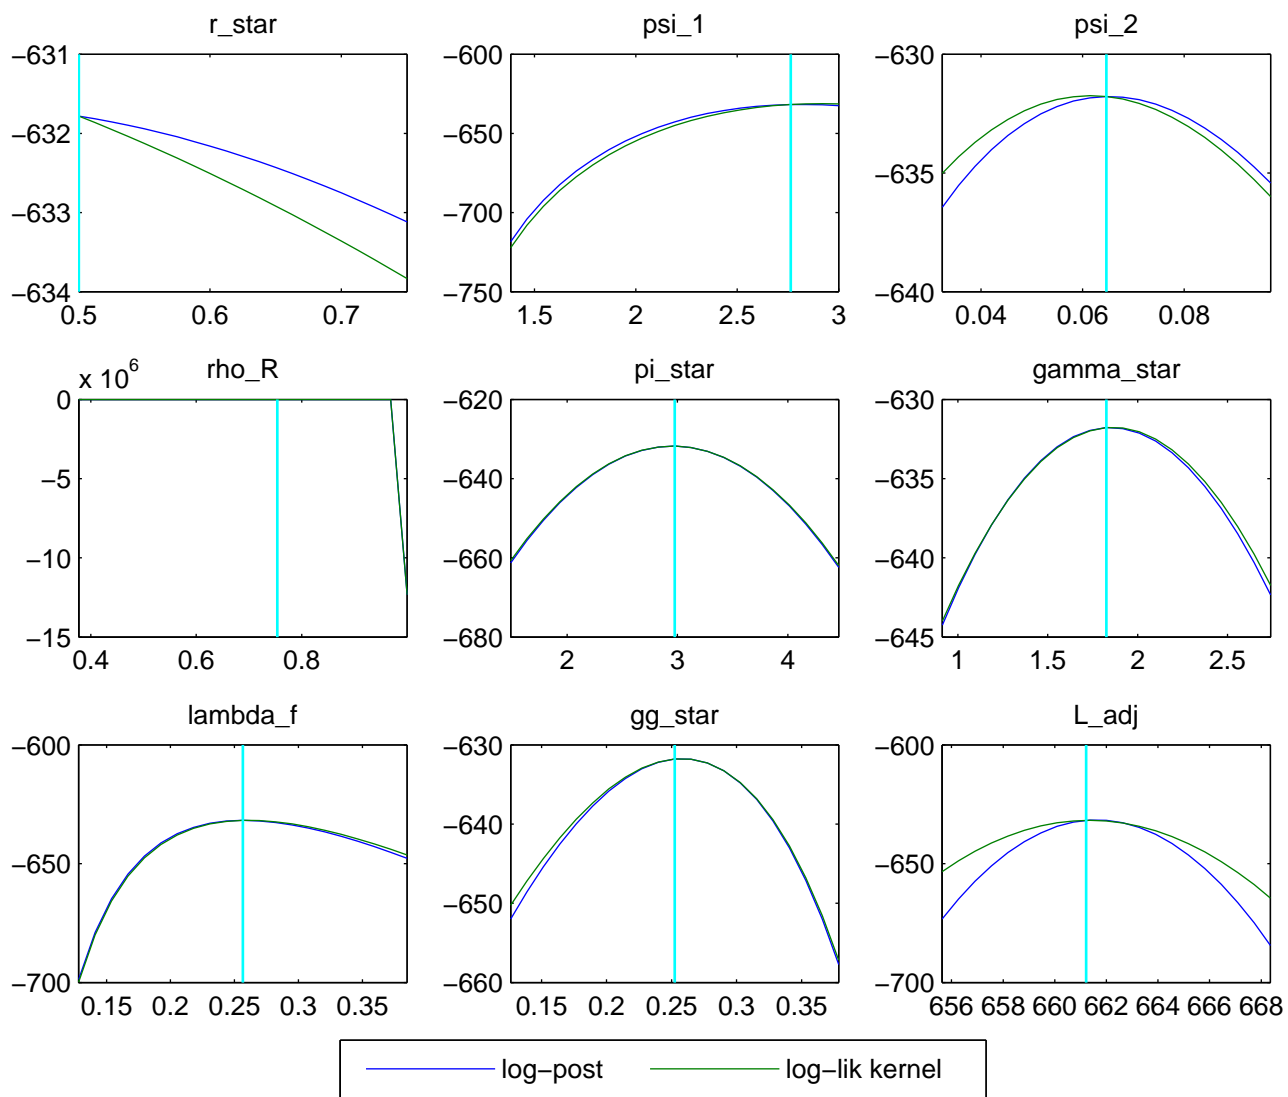 r_star psi_1 psi_2
−631 −600 −630
−632 −650 −635
−633 −700
−634 −750 −640
0.5 0.6 0.7 1.5 2 2.5 3 0.04 0.06 0.08
x 10^6 rho_R pi_star gamma_star
0 −620 −630
−5 −640 −635
−10 −660 −640
−15 −680 −645
0.4 0.6 0.8 2 3 4 1 1.5 2 2.5
lambda_f gg_star L_adj
−600 −630 −600
−640
−650 −650
−650
−700 −660 −700
0.15 0.2 0.25 0.3 0.35 0.15 0.2 0.25 0.3 0.35 656 658 660 662 664 666 668
log−post log−lik kernel